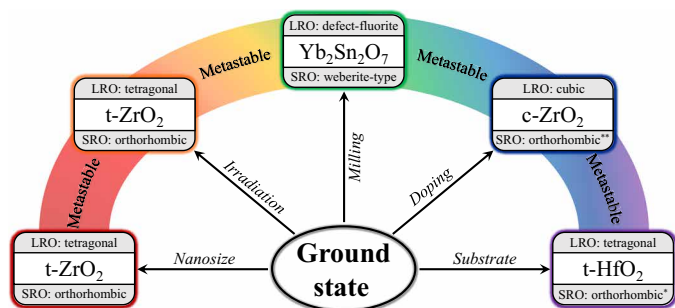 LRO: defect-fluorite
Yb₂Sn₂O₇
SRO: weberite-type
Metastable
Metastable
LRO: tetragonal
t-ZrO₂
SRO: orthorhombic
LRO: cubic
c-ZrO₂
SRO: orthorhombic**
Irradiation
Milling
Doping
Metastable
Metastable
LRO: tetragonal
t-ZrO₂
SRO: orthorhombic
Nanosize
Ground
state
Substrate
LRO: tetragonal
t-HfO₂
SRO: orthorhombic*